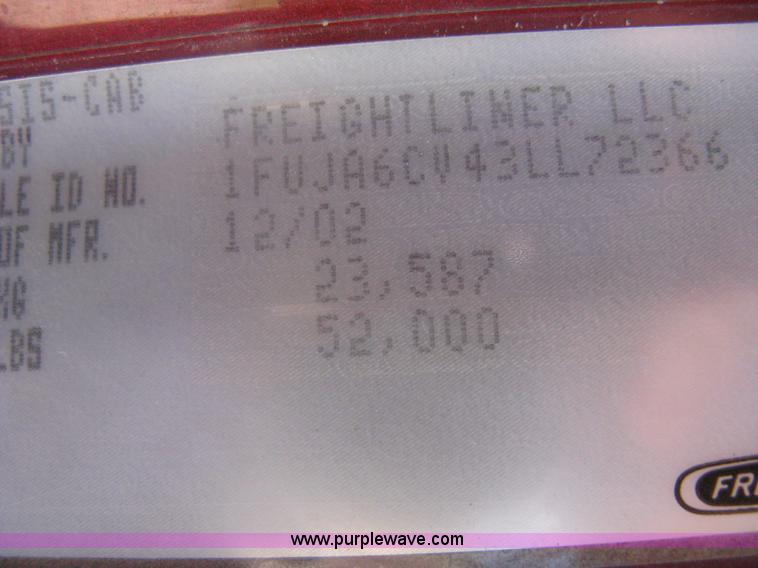 SIS-CAB FREIGHTLINER LLC
BY
LE ID NO. 1FUJA6CV43LL72366
OF MFR. 12/02
KG 23,587
LBS 52,000
FRE
www.purplewave.com